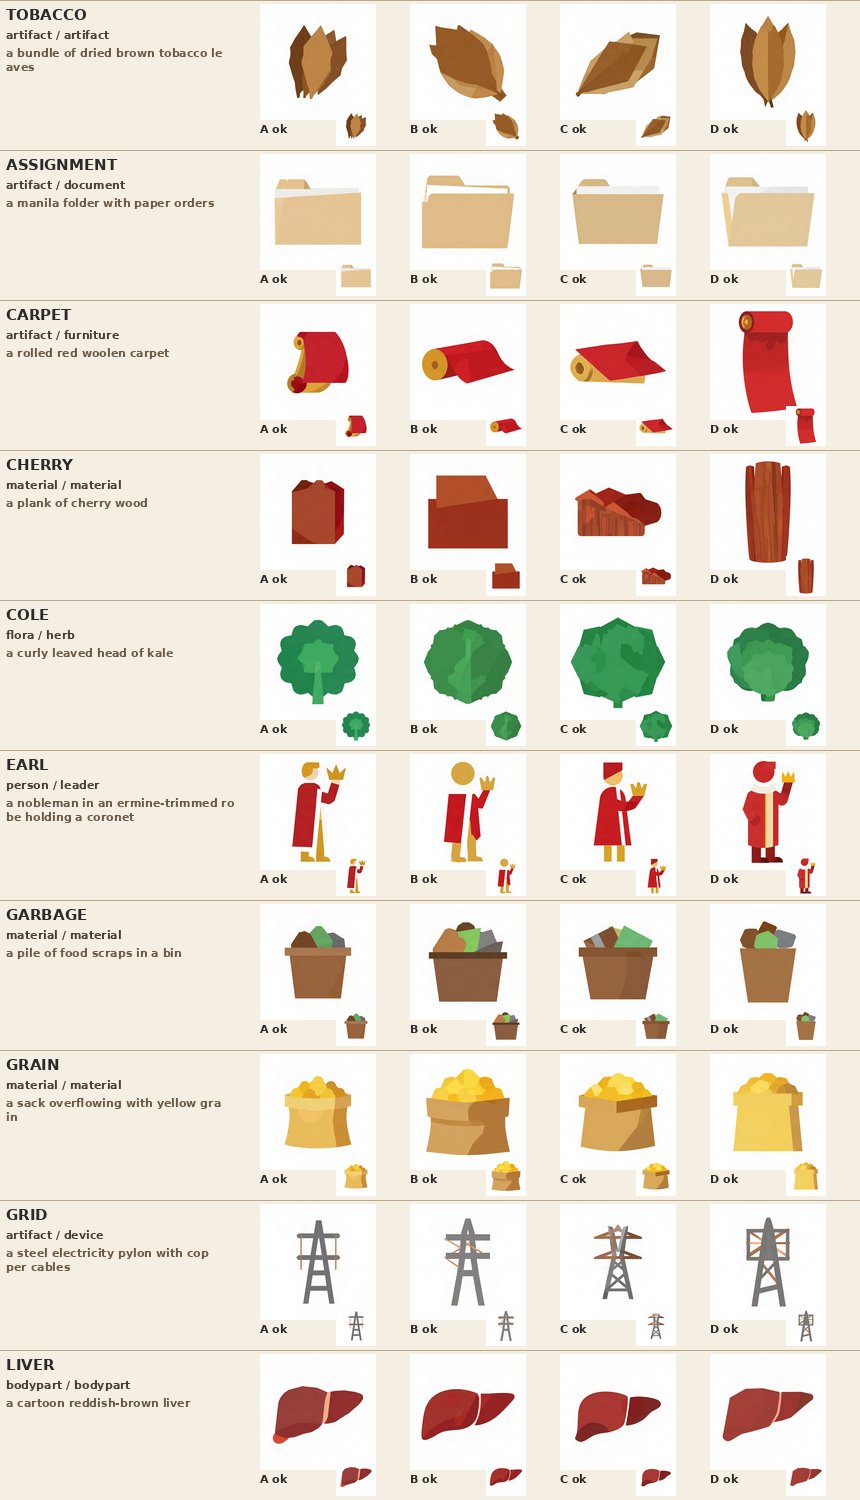 TOBACCO
artifact / artifact
a bundle of dried brown tobacco le
aves
A ok
B ok
C ok
D ok
ASSIGNMENT
artifact / document
a manila folder with paper orders
A ok
B ok
C ok
D ok
CARPET
artifact / furniture
a rolled red woolen carpet
A ok
B ok
C ok
D ok
CHERRY
material / material
a plank of cherry wood
A ok
B ok
C ok
D ok
COLE
flora / herb
a curly leaved head of kale
A ok
B ok
C ok
D ok
EARL
person / leader
a nobleman in an ermine-trimmed ro
be holding a coronet
A ok
B ok
C ok
D ok
GARBAGE
material / material
a pile of food scraps in a bin
A ok
B ok
C ok
D ok
GRAIN
material / material
a sack overflowing with yellow gra
in
A ok
B ok
C ok
D ok
GRID
artifact / device
a steel electricity pylon with cop
per cables
A ok
B ok
C ok
D ok
LIVER
bodypart / bodypart
a cartoon reddish-brown liver
A ok
B ok
C ok
D ok